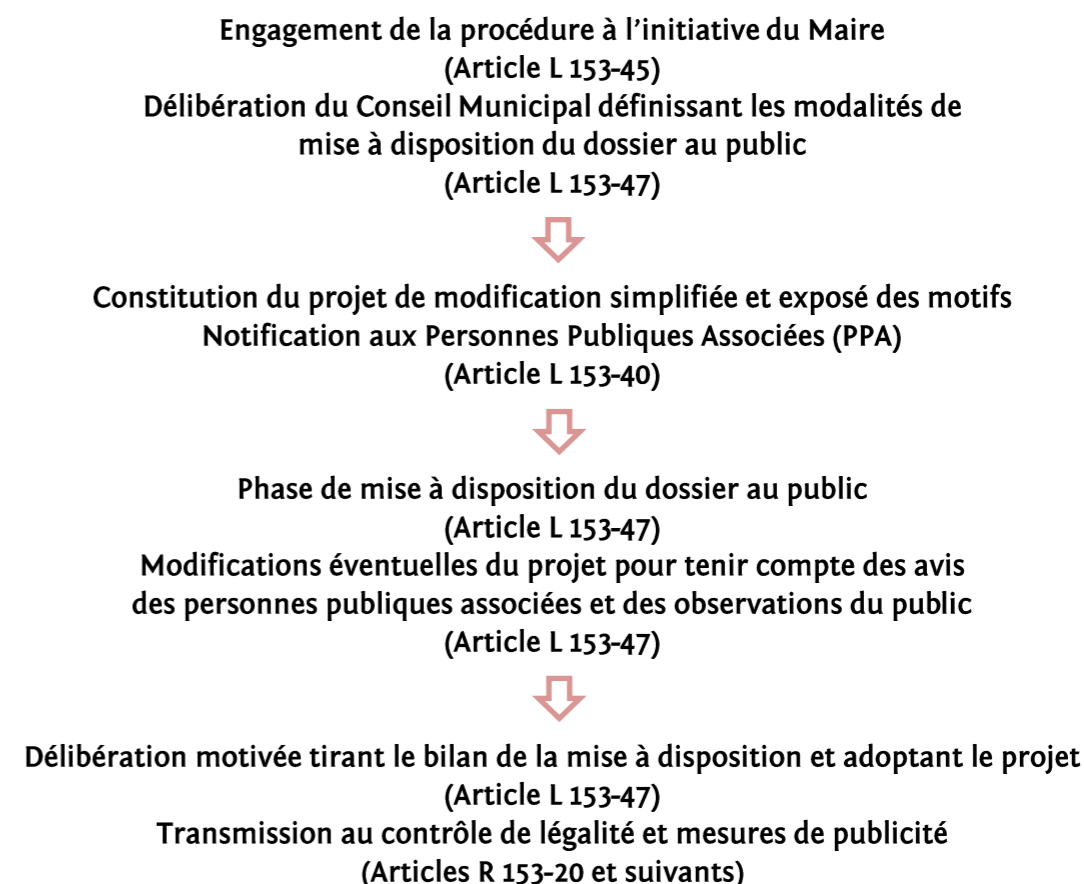 Engagement de la procédure à l’initiative du Maire
(Article L 153-45)
Délibération du Conseil Municipal définissant les modalités de
mise à disposition du dossier au public
(Article L 153-47)
Constitution du projet de modification simplifiée et exposé des motifs
Notification aux Personnes Publiques Associées (PPA)
(Article L 153-40)
Phase de mise à disposition du dossier au public
(Article L 153-47)
Modifications éventuelles du projet pour tenir compte des avis
des personnes publiques associées et des observations du public
(Article L 153-47)
Délibération motivée tirant le bilan de la mise à disposition et adoptant le projet
(Article L 153-47)
Transmission au contrôle de légalité et mesures de publicité
(Articles R 153-20 et suivants)